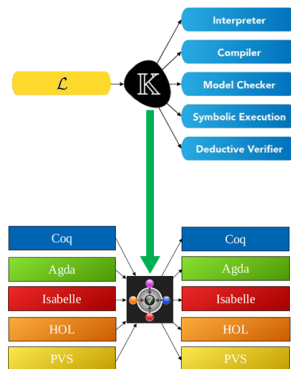 Interpreter
Compiler
ℒ
𝕂
Model Checker
Symbolic Execution
Deductive Verifier
Coq
Coq
Agda
Agda
Isabelle
Isabelle
HOL
HOL
PVS
PVS